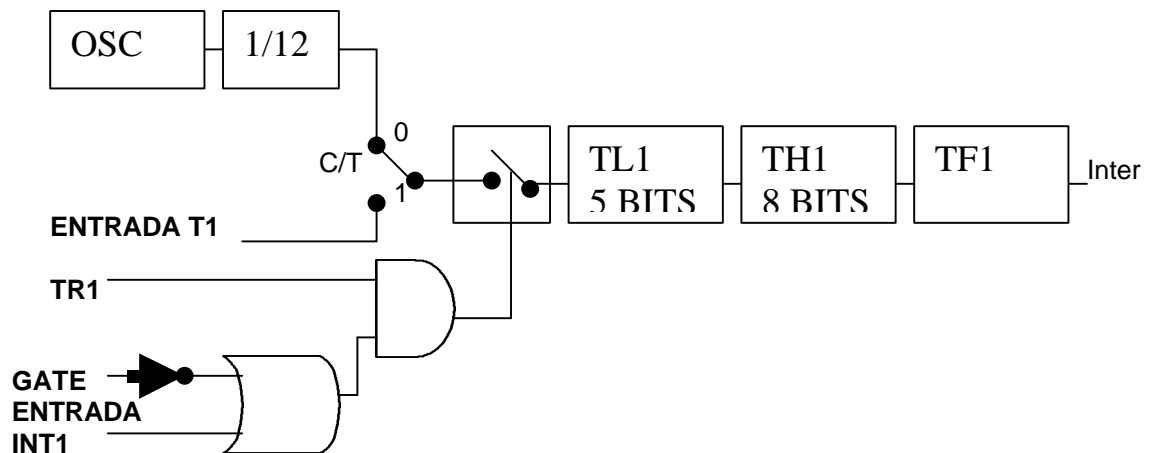 OSC
1/12
0
C/T
1
TL1
5 BITS
TH1
8 BITS
TF1
Inter
ENTRADA T1
TR1
GATE
ENTRADA
INT1